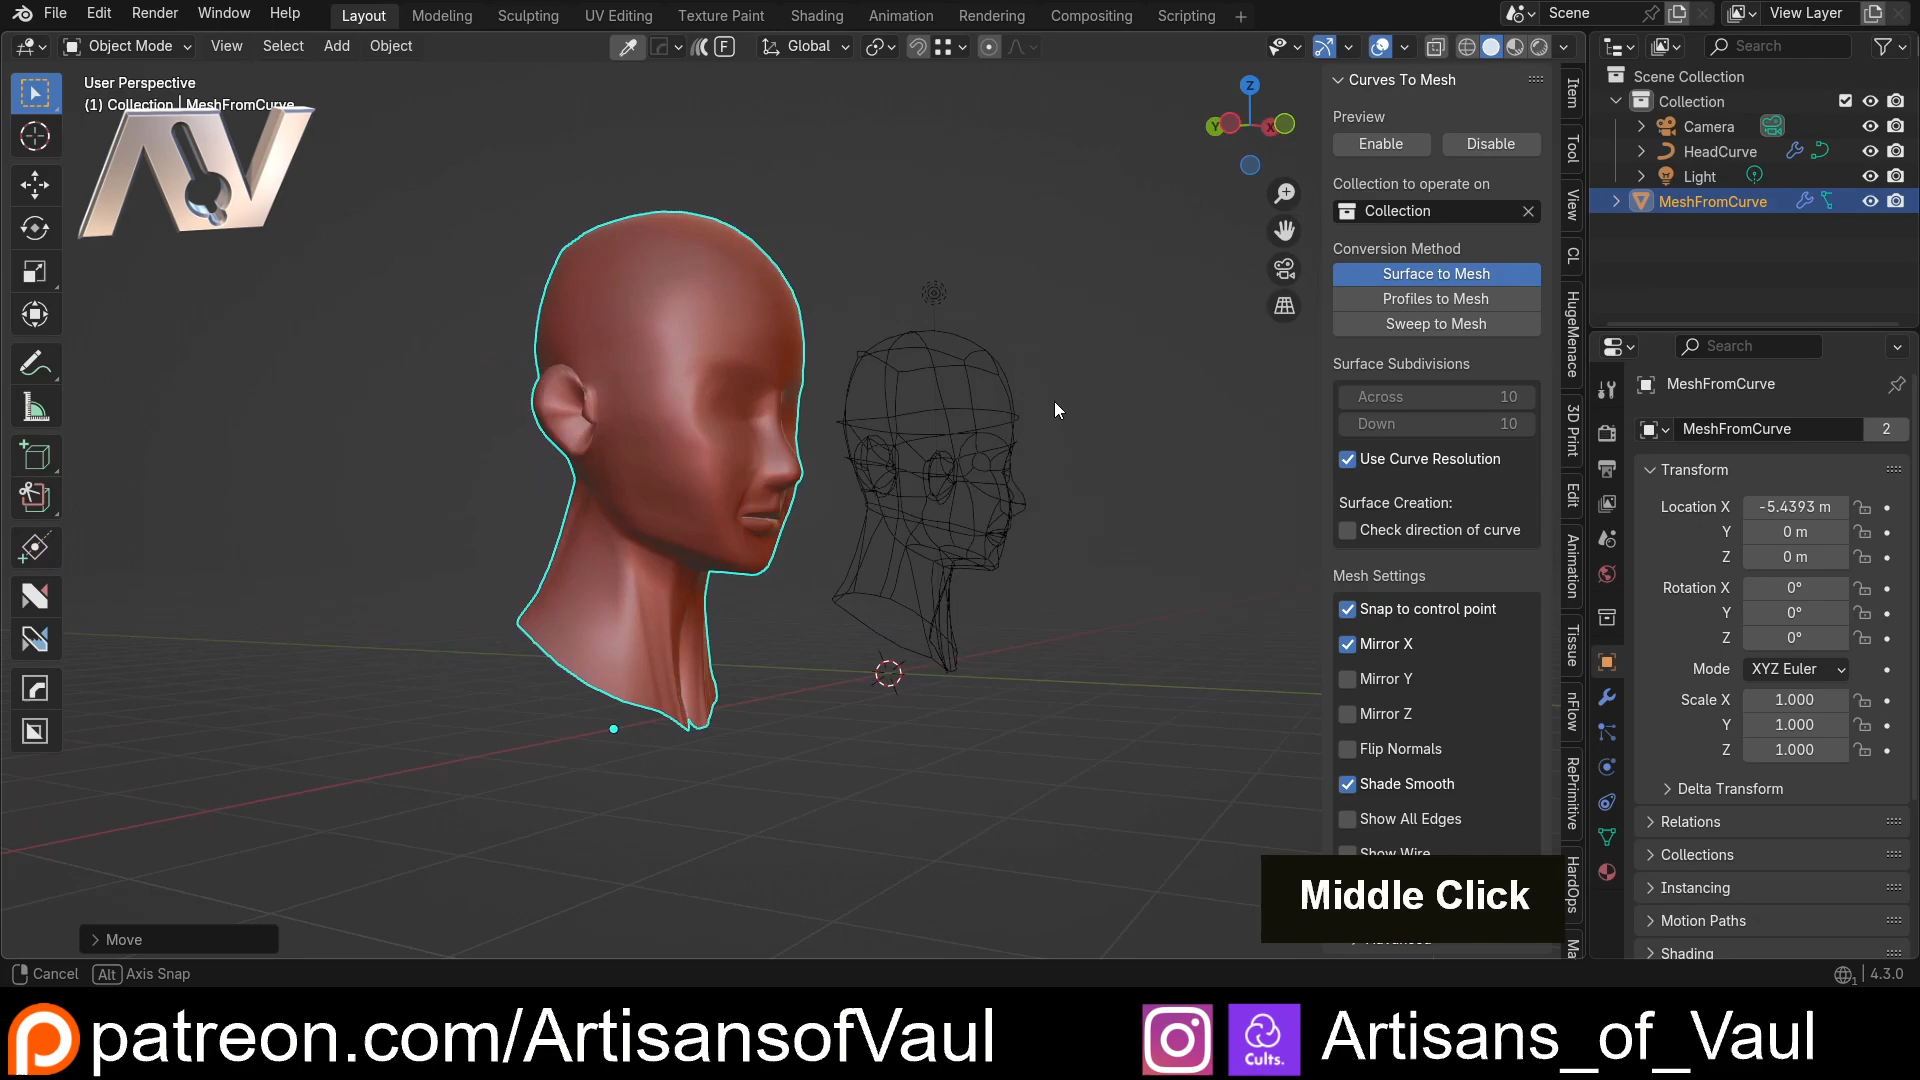 File Edit Render Window Help Layout Modeling Sculpting UV Editing Texture Paint Shading Animation Rendering Compositing Scripting + Scene View Layer
Object Mode View Select Add Object F Global Search
User Perspective
(1) Collection | MeshFromCurve
AV
Z
Y
X
Curves To Mesh
Preview
Enable Disable
Collection to operate on
Collection
Conversion Method
Surface to Mesh
Profiles to Mesh
Sweep to Mesh
Surface Subdivisions
Across 10
Down 10
Use Curve Resolution
Surface Creation:
Check direction of curve
Mesh Settings
Snap to control point
Mirror X
Mirror Y
Mirror Z
Flip Normals
Shade Smooth
Show All Edges
Show Wire
Advanced
Item
Tool
View
CL
HugeMenace
3D Print
Edit
Animation
Tissue
nFlow
RePrimitive
HardOps
Ma
Scene Collection
Collection
Camera
HeadCurve
Light
MeshFromCurve
Search
MeshFromCurve
MeshFromCurve 2
Transform
Location X -5.4393 m
Y 0 m
Z 0 m
Rotation X 0°
Y 0°
Z 0°
Mode XYZ Euler
Scale X 1.000
Y 1.000
Z 1.000
Delta Transform
Relations
Collections
Instancing
Motion Paths
Shading
Middle Click
Move
Cancel Alt Axis Snap 4.3.0
patreon.com/ArtisansofVaul Cults. Artisans_of_Vaul